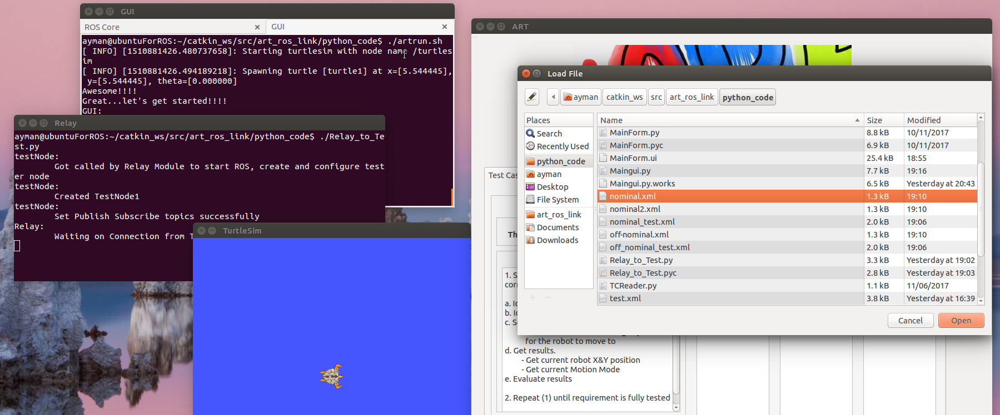 GUI
ROS Core
GUI
ayman@ubuntuForROS:~/catkin_ws/src/art_ros_link/python_code$ ./artrun.sh
[ INFO] [1510881426.480737658]: Starting turtlesim with node name /turtles
im
[ INFO] [1510881426.494189218]: Spawning turtle [turtle1] at x=[5.544445],
y=[5.544445], theta=[0.000000]
Awesome!!!!
Great...let's get started!!!!
GUI:
Relay
ayman@ubuntuForROS:~/catkin_ws/src/art_ros_link/python_code$ ./Relay_to_Te
st.py
testNode:
Got called by Relay Module to start ROS, create and configure test
er node
testNode:
Created TestNode1
testNode:
Set Publish Subscribe topics successfully
Relay:
Waiting on Connection from
TurtleSim
ART
Load File
ayman catkin_ws src art_ros_link python_code
Places
Search
Recently Used
python_code
ayman
Desktop
File System
art_ros_link
Documents
Downloads
Name Size Modified
MainForm.py 8.8 kB 10/11/2017
MainForm.pyc 6.9 kB 10/11/2017
MainForm.ui 25.4 kB 18:55
Maingui.py 7.7 kB 19:16
Maingui.py.works 6.5 kB Yesterday at 20:43
nominal.xml 1.3 kB 19:10
nominal2.xml 1.3 kB 19:10
nominal_test.xml 2.0 kB 19:06
off-nominal.xml 1.3 kB 19:10
off_nominal_test.xml 2.0 kB 19:06
Relay_to_Test.py 3.3 kB Yesterday at 19:02
Relay_to_Test.pyc 2.8 kB Yesterday at 19:03
TCReader.py 1.1 kB 11/06/2017
test.xml 3.8 kB Yesterday at 16:39
Cancel Open
Test Cas
Th
1. S
corr
a. Ic
b. Ic
c. S
for the robot to move to
d. Get results.
- Get current robot X&Y position
- Get current Motion Mode
e. Evaluate results
2. Repeat (1) until requirement is fully tested